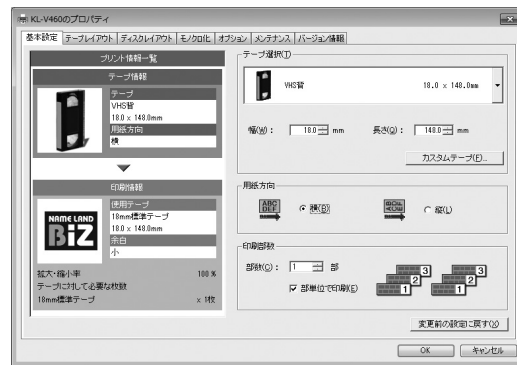 KL-V460のプロパティ
基本設定 テープレイアウト ディスクレイアウト モノクロ化 オプション メンテナンス バージョン情報
プリント情報一覧
テープ情報
テープ
VHS背
18.0 x 148.0mm
用紙方向
横
印刷情報
NAME LAND
BiZ
使用テープ
18mm標準テープ
18.0 x 148.0mm
余白
小
拡大・縮小率 100 %
テープに対して必要な枚数
18mm標準テープ x 1枚
テープ選択(T)
VHS背 18.0 x 148.0mm
幅(W): 18.0 mm 長さ(Q): 148.0 mm
カスタムテープ(F)...
用紙方向
ABC
DEF
横(B)
ABC
DEF
縦(L)
印刷部数
部数(C): 1 部
部単位で印刷(E)
1 2 3 1 2 3
変更前の設定に戻す(X)
OK キャンセル